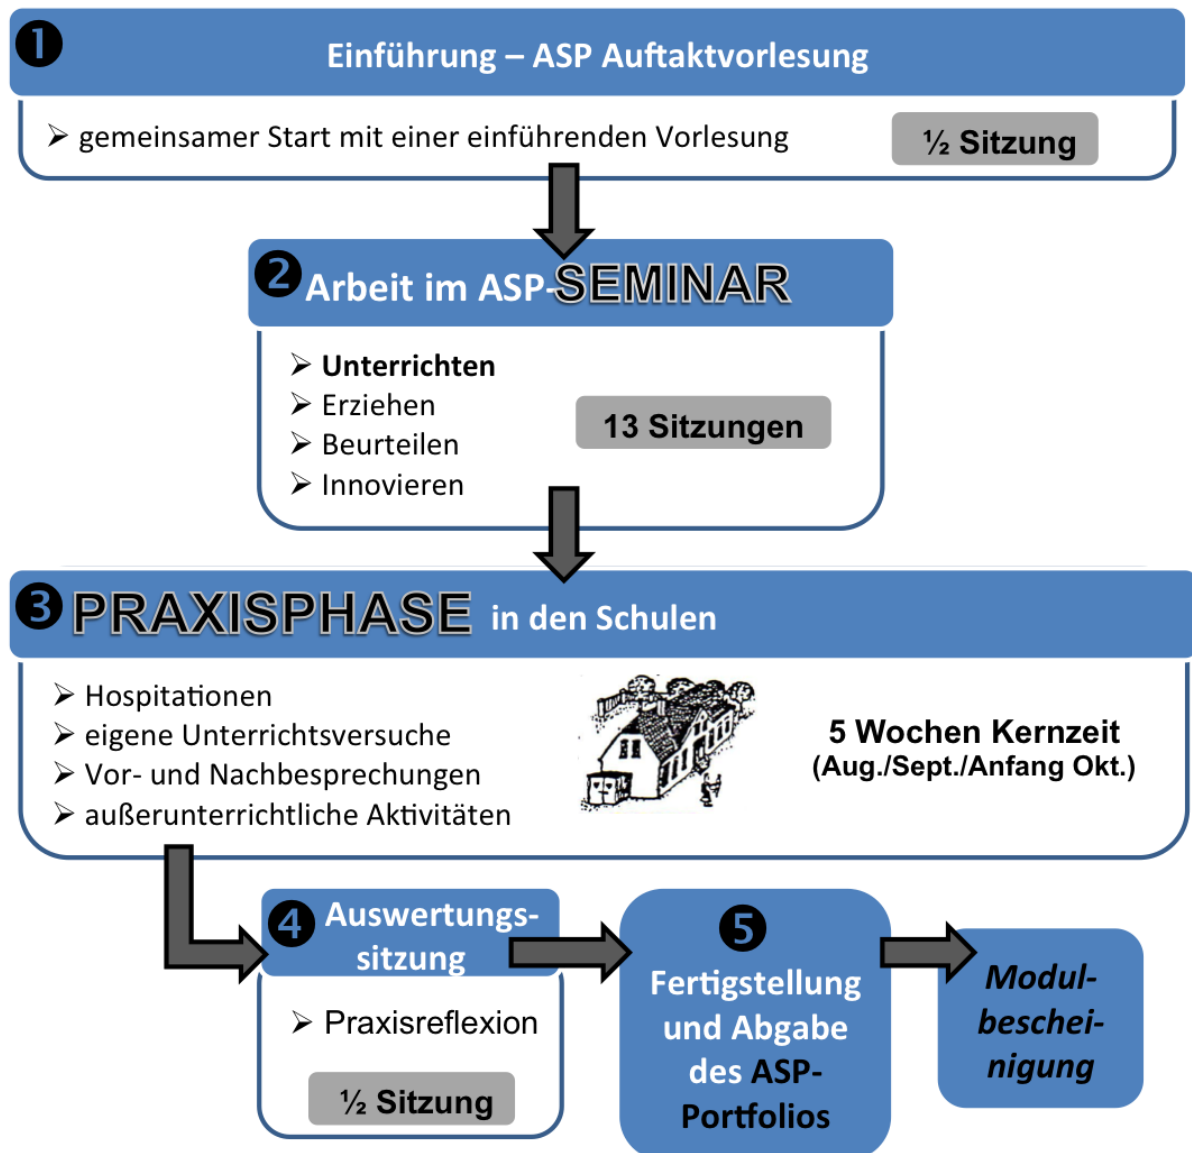 ❶
Einführung – ASP Auftaktvorlesung
➢ gemeinsamer Start mit einer einführenden Vorlesung
½ Sitzung
❷ Arbeit im ASP-SEMINAR
➢ Unterrichten
➢ Erziehen
➢ Beurteilen
➢ Innovieren
13 Sitzungen
❸ PRAXISPHASE in den Schulen
➢ Hospitationen
➢ eigene Unterrichtsversuche
➢ Vor- und Nachbesprechungen
➢ außerunterrichtliche Aktivitäten
5 Wochen Kernzeit
(Aug./Sept./Anfang Okt.)
❹ Auswertungs-
sitzung
➢ Praxisreflexion
½ Sitzung
❺
Fertigstellung
und Abgabe
des ASP-
Portfolios
Modul-
beschei-
nigung